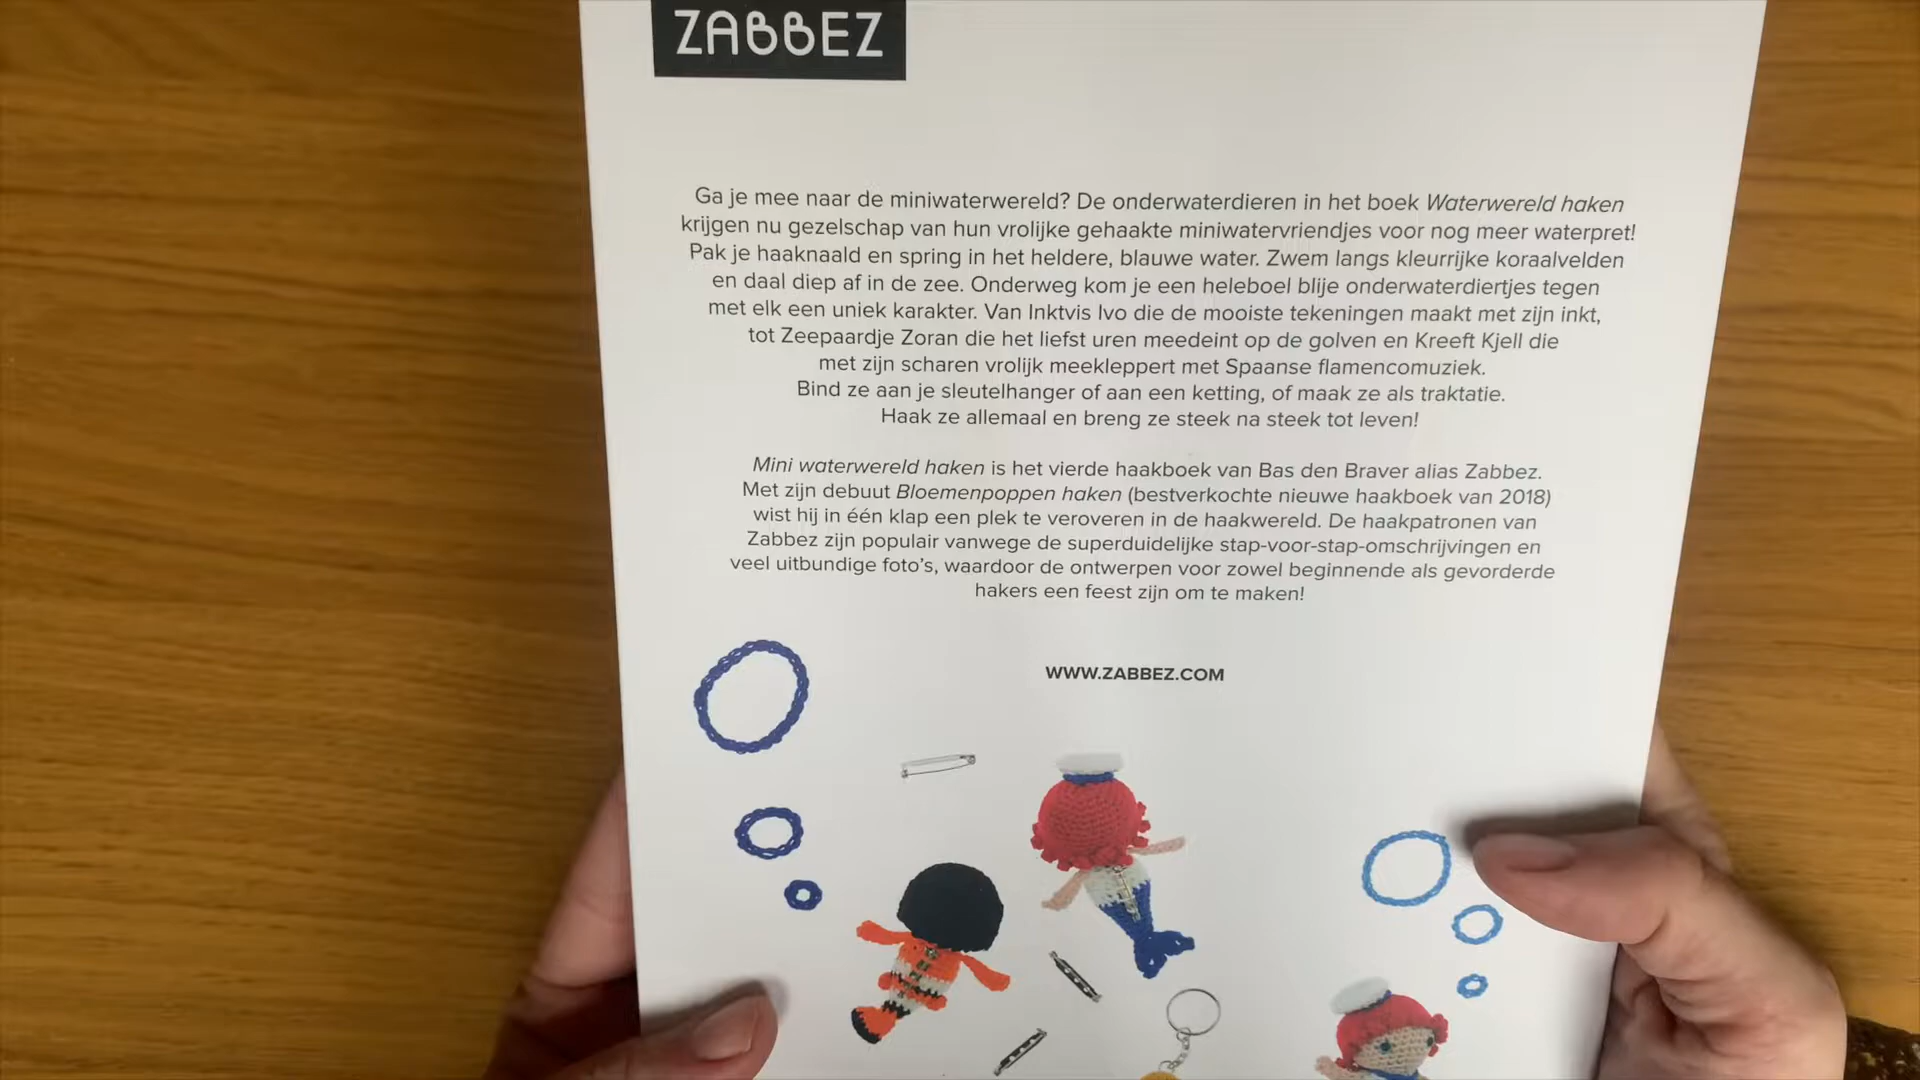 ZABBEZ
Ga je mee naar de miniwaterwereld? De onderwaterdieren in het boek Waterwereld haken
krijgen nu gezelschap van hun vrolijke gehaakte miniwatervriendjes voor nog meer waterpret!
Pak je haaknaald en spring in het heldere, blauwe water. Zwem langs kleurrijke koraalvelden
en daal diep af in de zee. Onderweg kom je een heleboel blije onderwaterdiertjes tegen
met elk een uniek karakter. Van Inktvis Ivo die de mooiste tekeningen maakt met zijn inkt,
tot Zeepaardje Zoran die het liefst uren meedeint op de golven en Kreeft Kjell die
met zijn scharen vrolijk meekleppert met Spaanse flamencomuziek.
Bind ze aan je sleutelhanger of aan een ketting, of maak ze als traktatie.
Haak ze allemaal en breng ze steek na steek tot leven!
Mini waterwereld haken is het vierde haakboek van Bas den Braver alias Zabbez.
Met zijn debuut Bloemenpoppen haken (bestverkochte nieuwe haakboek van 2018)
wist hij in één klap een plek te veroveren in de haakwereld. De haakpatronen van
Zabbez zijn populair vanwege de superduidelijke stap-voor-stap-omschrijvingen en
veel uitbundige foto's, waardoor de ontwerpen voor zowel beginnende als gevorderde
hakers een feest zijn om te maken!
WWW.ZABBEZ.COM